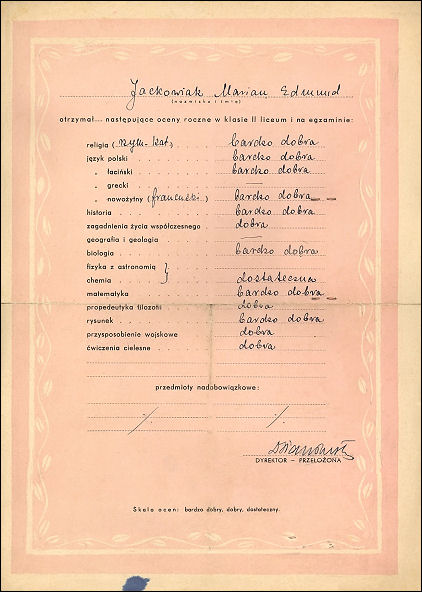 Jackowiak Marian Edmund
(nazwisko i imię)
otrzymał... następujące oceny roczne w klasie II liceum i na egzaminie:
religia (rzym-kat) bardzo dobra
język polski bardzo dobra
„ łaciński bardzo dobra
„ grecki —
„ nowożytny (francuski) bardzo dobra
historia bardzo dobra
zagadnienia życia współczesnego dobra
geografia i geologia —
biologia bardzo dobra
fizyka z astronomią }
chemia dostateczna
matematyka bardzo dobra
propedeutyka filozofii dobra
rysunek bardzo dobra
przysposobienie wojskowe dobra
ćwiczenia cielesne dobra
przedmioty nadobowiązkowe:
·/. ·/.
DYREKTOR – PRZEŁOŻONA
Skala ocen: bardzo dobry, dobry, dostateczny.